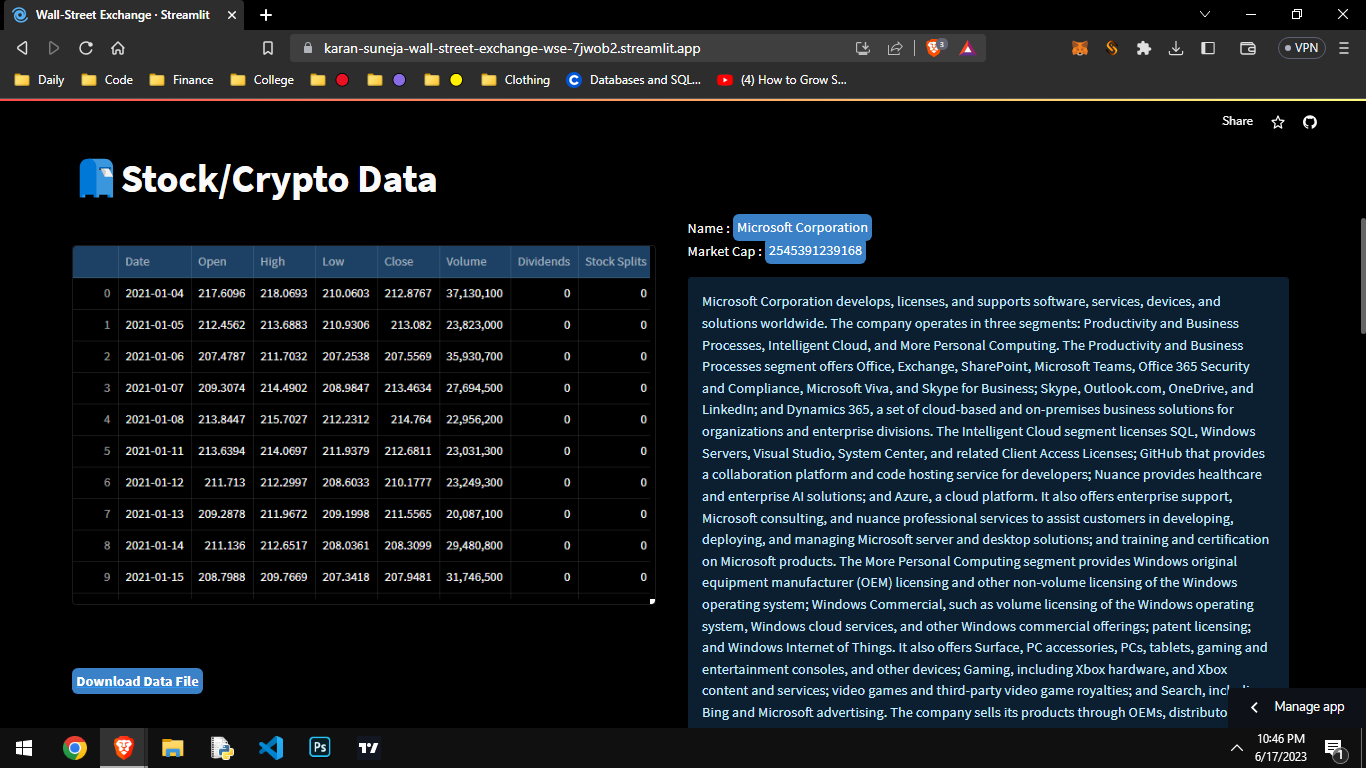 Wall-Street Exchange · Streamlit
karan-suneja-wall-street-exchange-wse-7jwob2.streamlit.app
3
VPN
Daily Code Finance College Clothing Databases and SQL... (4) How to Grow S...
Share
Stock/Crypto Data
Name : Microsoft Corporation
Market Cap : 2545391239168
Date Open High Low Close Volume Dividends Stock Splits
0 2021-01-04 217.6096 218.0693 210.0603 212.8767 37,130,100 0 0
1 2021-01-05 212.4562 213.6883 210.9306 213.082 23,823,000 0 0
2 2021-01-06 207.4787 211.7032 207.2538 207.5569 35,930,700 0 0
3 2021-01-07 209.3074 214.4902 208.9847 213.4634 27,694,500 0 0
4 2021-01-08 213.8447 215.7027 212.2312 214.764 22,956,200 0 0
5 2021-01-11 213.6394 214.0697 211.9379 212.6811 23,031,300 0 0
6 2021-01-12 211.713 212.2997 208.6033 210.1777 23,249,300 0 0
7 2021-01-13 209.2878 211.9672 209.1998 211.5565 20,087,100 0 0
8 2021-01-14 211.136 212.6517 208.0361 208.3099 29,480,800 0 0
9 2021-01-15 208.7988 209.7669 207.3418 207.9481 31,746,500 0 0
Download Data File
Microsoft Corporation develops, licenses, and supports software, services, devices, and
solutions worldwide. The company operates in three segments: Productivity and Business
Processes, Intelligent Cloud, and More Personal Computing. The Productivity and Business
Processes segment offers Office, Exchange, SharePoint, Microsoft Teams, Office 365 Security
and Compliance, Microsoft Viva, and Skype for Business; Skype, Outlook.com, OneDrive, and
LinkedIn; and Dynamics 365, a set of cloud-based and on-premises business solutions for
organizations and enterprise divisions. The Intelligent Cloud segment licenses SQL, Windows
Servers, Visual Studio, System Center, and related Client Access Licenses; GitHub that provides
a collaboration platform and code hosting service for developers; Nuance provides healthcare
and enterprise AI solutions; and Azure, a cloud platform. It also offers enterprise support,
Microsoft consulting, and nuance professional services to assist customers in developing,
deploying, and managing Microsoft server and desktop solutions; and training and certification
on Microsoft products. The More Personal Computing segment provides Windows original
equipment manufacturer (OEM) licensing and other non-volume licensing of the Windows
operating system; Windows Commercial, such as volume licensing of the Windows operating
system, Windows cloud services, and other Windows commercial offerings; patent licensing;
and Windows Internet of Things. It also offers Surface, PC accessories, PCs, tablets, gaming and
entertainment consoles, and other devices; Gaming, including Xbox hardware, and Xbox
content and services; video games and third-party video game royalties; and Search,
Bing and Microsoft advertising. The company sells its products through OEMs,
Manage app
Ps
10:46 PM
6/17/2023
1